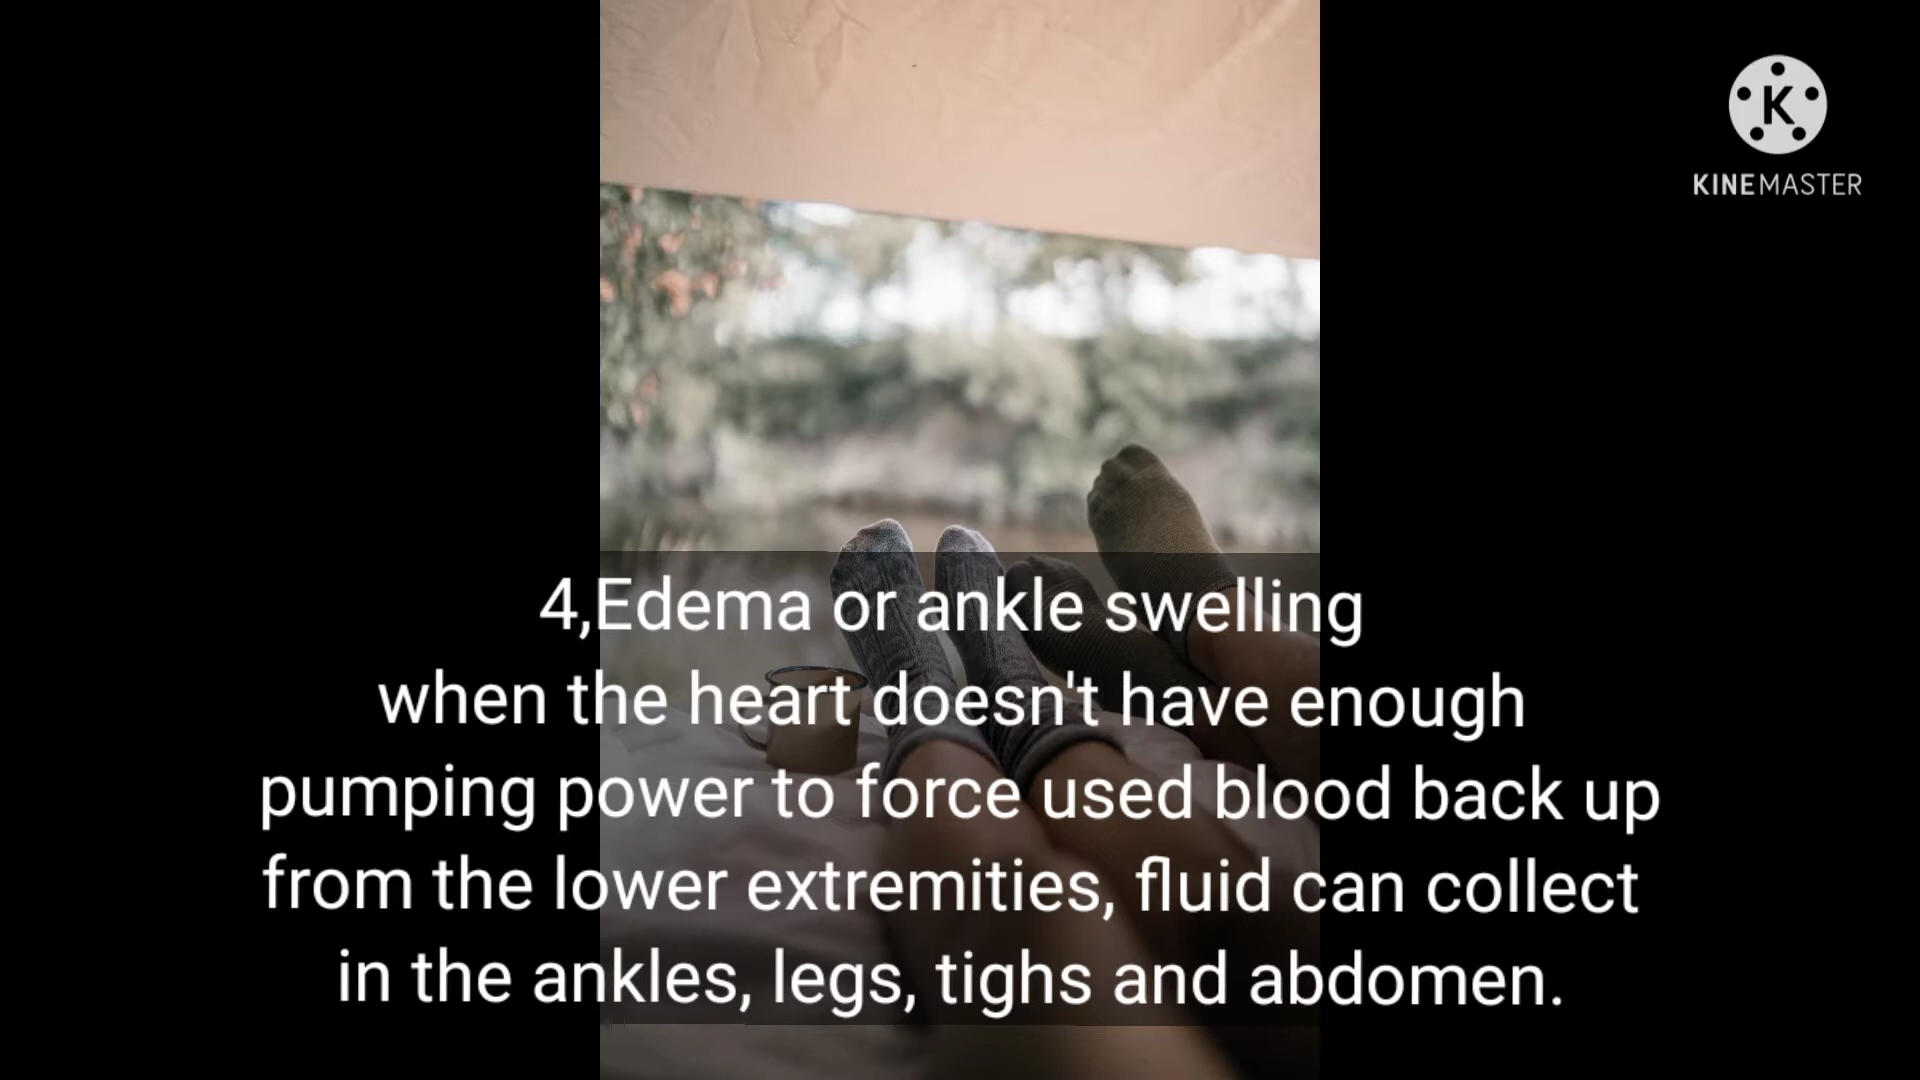 K
KINEMASTER
4,Edema or ankle swelling
when the heart doesn't have enough
pumping power to force used blood back up
from the lower extremities, fluid can collect
in the ankles, legs, tighs and abdomen.